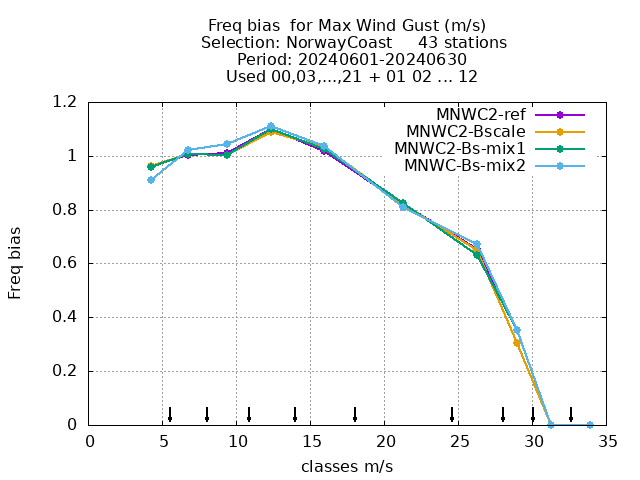 Freq bias  for Max Wind Gust (m/s)
Selection: NorwayCoast     43 stations
Period: 20240601-20240630
Used 00,03,...,21 + 01 02 ... 12
MNWC2-ref
MNWC2-Bscale
MNWC2-Bs-mix1
MNWC-Bs-mix2
Freq bias
1.2
1
0.8
0.6
0.4
0.2
0
0 5 10 15 20 25 30 35
classes m/s